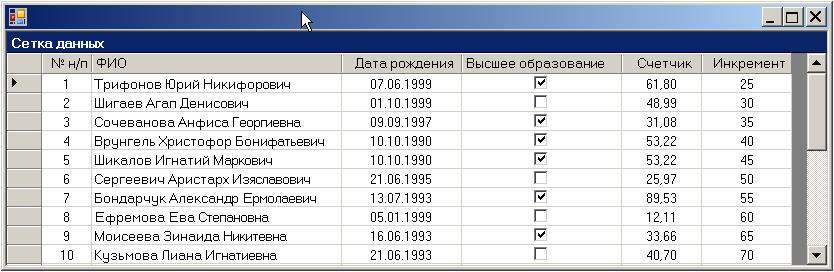 Сетка данных
№ н/п ФИО Дата рождения Высшее образование Счетчик Инкремент
1 Трифонов Юрий Никифорович 07.06.1999 61,80 25
2 Шигаев Агап Денисович 01.10.1999 48,99 30
3 Сочеванова Анфиса Георгиевна 09.09.1997 31,08 35
4 Врунгель Христофор Бонифатьевич 10.10.1990 53,22 40
5 Шикалов Игнатий Маркович 10.10.1990 53,22 45
6 Сергеевич Аристарх Изяславович 21.06.1995 25,97 50
7 Бондарчук Александр Ермолаевич 13.07.1993 89,53 55
8 Ефремова Ева Степановна 05.01.1999 12,11 60
9 Моисеева Зинаида Никитевна 16.06.1993 33,66 65
10 Кузьмова Лиана Игнатиевна 21.06.1993 40,70 70